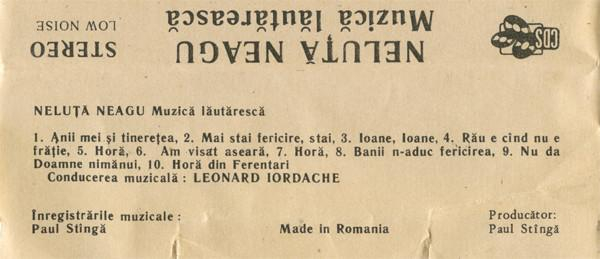 NELUȚĂ NEAGU
Muzică lăutărească
STEREO
LOW NOISE
CDS
NELUȚA NEAGU Muzică lăutărescă
1. Anii mei și tinerețea, 2. Mai stai fericire, stai, 3. Ioane, Ioane, 4. Rău e cind nu e
frăție, 5. Horă, 6. Am visat aseară, 7. Horă, 8. Banii n-aduc fericirea, 9. Nu da
Doamne nimănui, 10. Horă din Ferentari
Conducerea muzicală : LEONARD IORDACHE
Înregistrările muzicale :
Paul Stîngă
Made in Romania
Producător:
Paul Stîngă